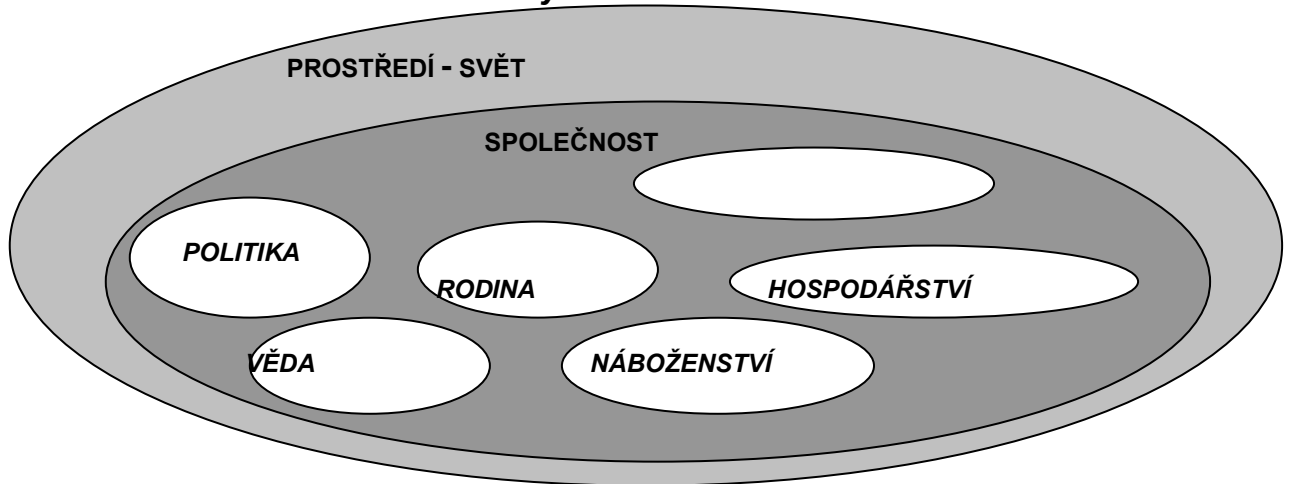 PROSTŘEDÍ - SVĚT
SPOLEČNOST
POLITIKA
RODINA
HOSPODÁŘSTVÍ
VĚDA
NÁBOŽENSTVÍ